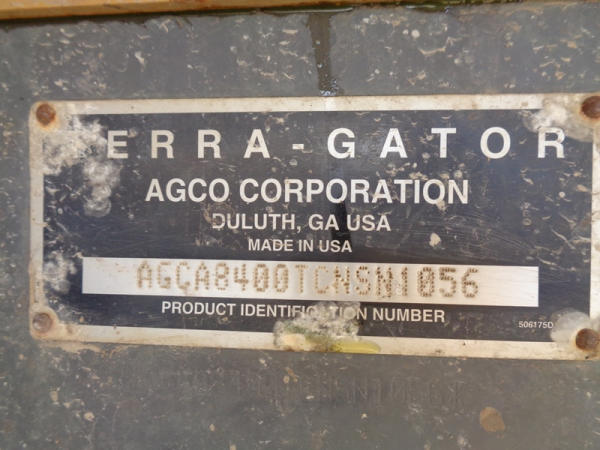 ERRA-GATOR
AGCO CORPORATION
DULUTH, GA USA
MADE IN USA
AGCA8400TCNSN1056
PRODUCT IDENTIFICATION NUMBER
506175D